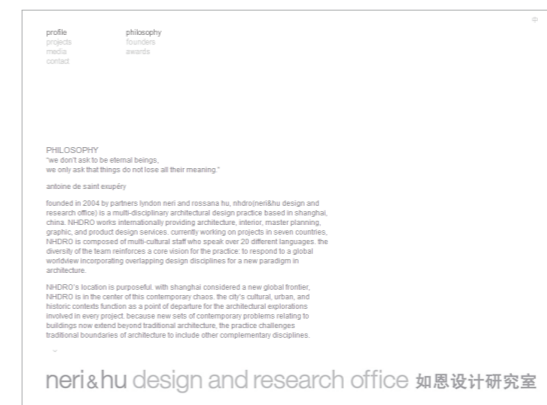 profile philosophy
projects founders
media awards
contact
PHILOSOPHY
"we don't ask to be eternal beings,
we only ask that things do not lose all their meaning."
antoine de saint exupéry
founded in 2004 by partners lyndon neri and rossana hu, nhdro(neri&hu design and
research office) is a multi-disciplinary architectural design practice based in shanghai,
china. NHDRO works internationally providing architecture, interior, master planning,
graphic, and product design services. currently working on projects in seven countries,
NHDRO is composed of multi-cultural staff who speak over 20 different languages. the
diversity of the team reinforces a core vision for the practice: to respond to a global
worldview incorporating overlapping design disciplines for a new paradigm in
architecture.
NHDRO's location is purposeful. with shanghai considered a new global frontier,
NHDRO is in the center of this contemporary chaos. the city's cultural, urban, and
historic contexts function as a point of departure for the architectural explorations
involved in every project. because new sets of contemporary problems relating to
buildings now extend beyond traditional architecture, the practice challenges
traditional boundaries of architecture to include other complementary disciplines.
neri&hu design and research office 如恩设计研究室